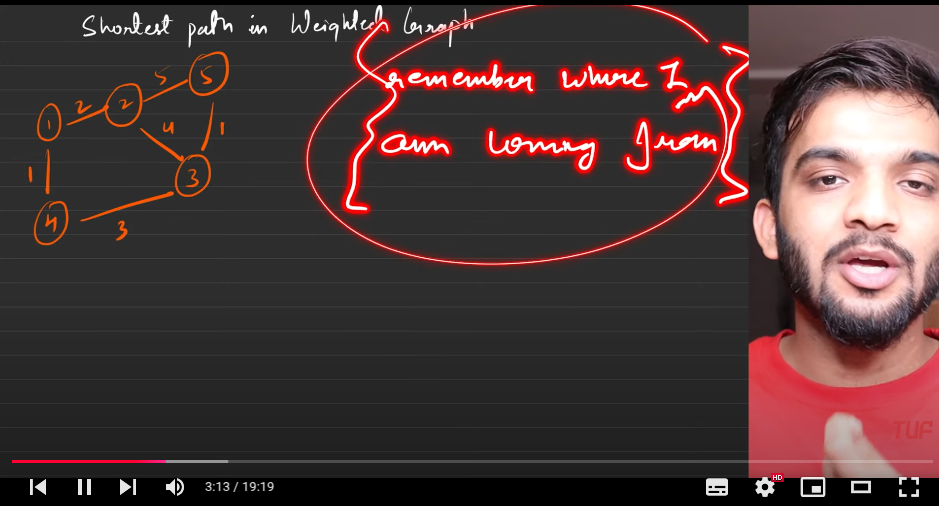 Shortest path in Weighted Graph
remember where I
am coming from
5
5
2
2
1
4
1
3
1
4
3
TUF
3:13 / 19:19
HD